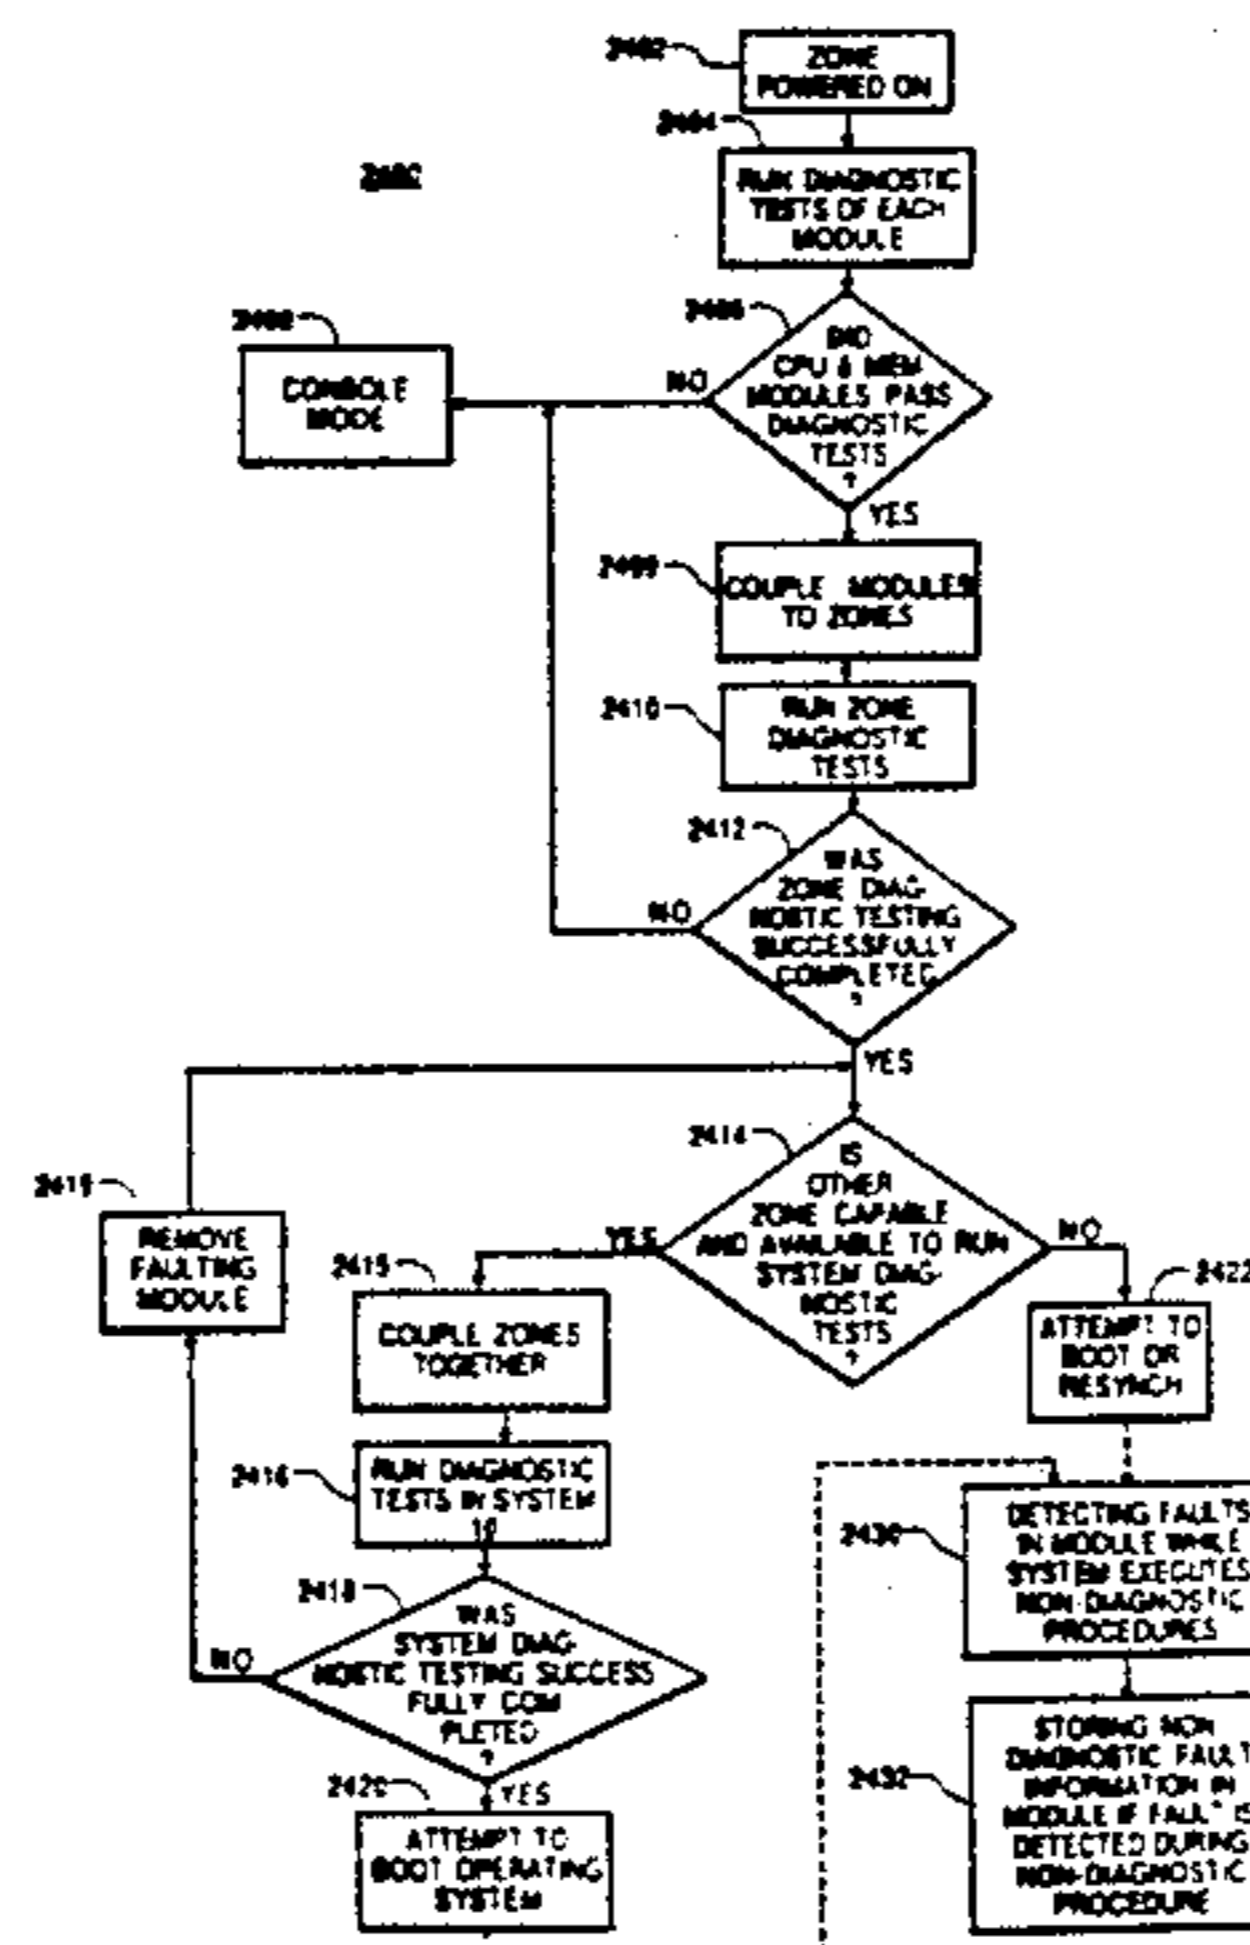 2402
ZONE
POWERED ON
2404
RUN DIAGNOSTIC
TESTS OF EACH
MODULE
2406
DID
CPU & MEM
MODULES PASS
DIAGNOSTIC
TESTS
?
NO
YES
CONSOLE
MODE
COUPLE MODULES
TO ZONES
2410
RUN ZONE
DIAGNOSTIC
TESTS
2412
WAS
ZONE DIAG-
NOSTIC TESTING
SUCCESSFULLY
COMPLETED
?
NO
YES
2414
IS
OTHER
ZONE CAPABLE
AND AVAILABLE TO RUN
SYSTEM DIAG-
NOSTIC
TESTS
?
YES
NO
REMOVE
FAULTING
MODULE
2415
COUPLE ZONES
TOGETHER
2422
ATTEMPT TO
BOOT OR
RESYNCH
2416
RUN DIAGNOSTIC
TESTS IN SYSTEM
10
2430
DETECTING FAULTS
IN MODULE WHILE
SYSTEM EXECUTES
NON-DIAGNOSTIC
PROCEDURES
2418
WAS
SYSTEM DIAG-
NOSTIC TESTING SUCCESS
FULLY COM
PLETED
?
NO
YES
2420
ATTEMPT TO
BOOT OPERATING
SYSTEM
2432
STORING NON
DIAGNOSTIC FAULT
INFORMATION IN
MODULE IF FAULT IS
DETECTED DURING
NON-DIAGNOSTIC
PROCEDURE